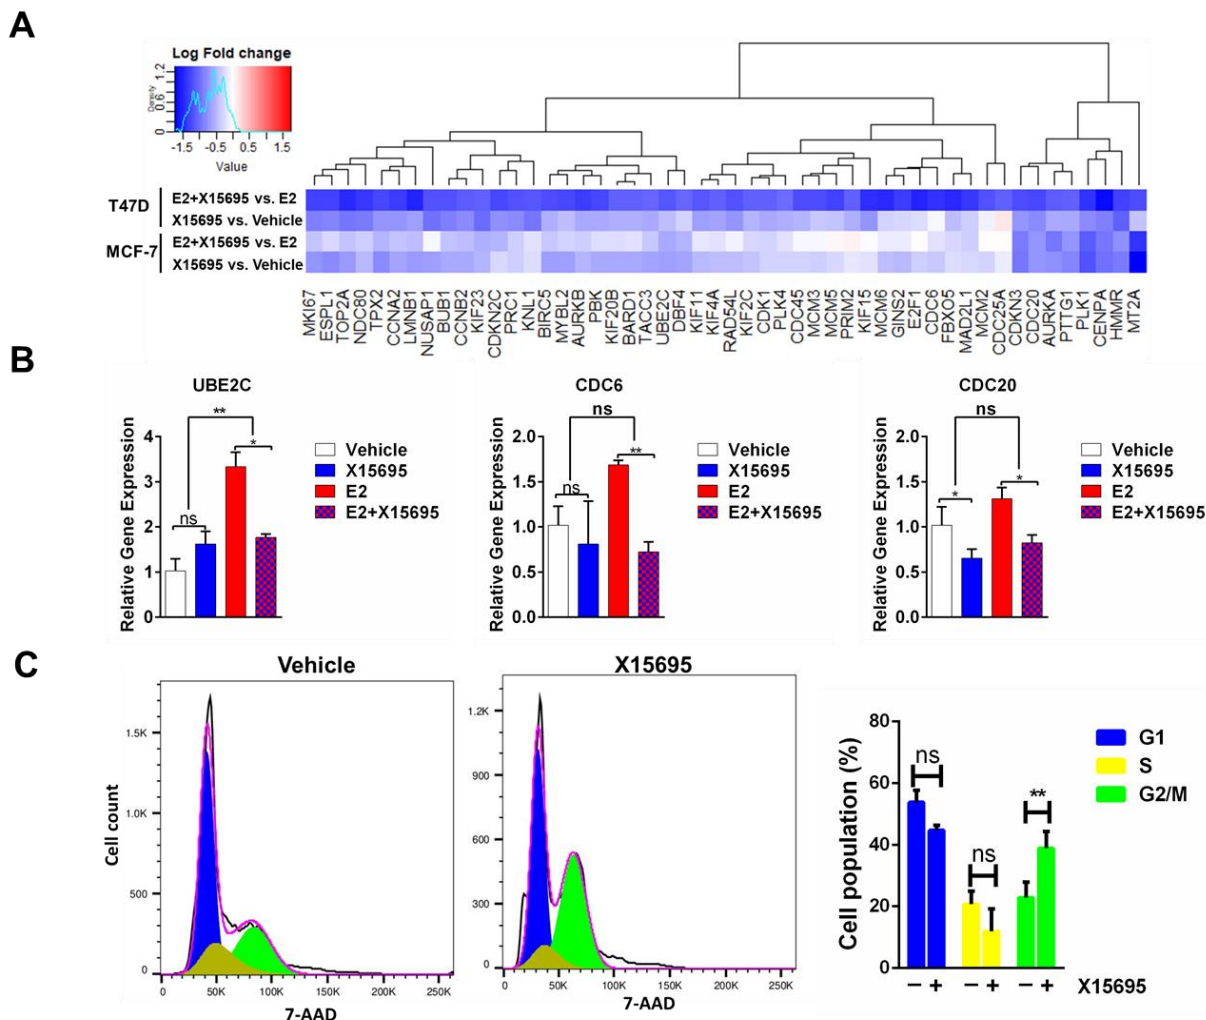 A
Log Fold change
Density
0 0.6 1.2
-1.5 -0.5 0.5 1.5
Value
T47D
E2+X15695 vs. E2
X15695 vs. Vehicle
MCF-7
E2+X15695 vs. E2
X15695 vs. Vehicle
MKI67 ESPL1 TOP2A NDC80 TPX2 CCNA2 LMNB1 NUSAP1 BUB1 CCNB2 KIF23 CDKN2C PRC1 KNL1 BIRC5 MYBL2 AURKB PBK KIF20B BARD1 TACC3 UBE2C DBF4 KIF11 KIF4A RAD54L KIF2C CDK1 PLK4 CDC45 MCM3 MCM5 PRIM2 KIF15 MCM6 GINS2 E2F1 CDC6 FBXO5 MAD2L1 MCM2 CDC25A CDKN3 CDC20 AURKA PTTG1 PLK1 CENPA HMMR MT2A
B
UBE2C
Relative Gene Expression
4
3
2
1
0
**
*
ns
Vehicle
X15695
E2
E2+X15695
CDC6
Relative Gene Expression
2.0
1.5
1.0
0.5
0.0
ns
**
ns
Vehicle
X15695
E2
E2+X15695
CDC20
Relative Gene Expression
2.0
1.5
1.0
0.5
0.0
ns
*
*
Vehicle
X15695
E2
E2+X15695
C
Vehicle
Cell count
1.5K
1.0K
500
0
0 50K 100K 150K 200K 250K
7-AAD
X15695
1.2K
900
600
300
0
0 50K 100K 150K 200K 250K
7-AAD
Cell population (%)
80
60
40
20
0
ns
ns
**
G1
S
G2/M
– + – + – + X15695